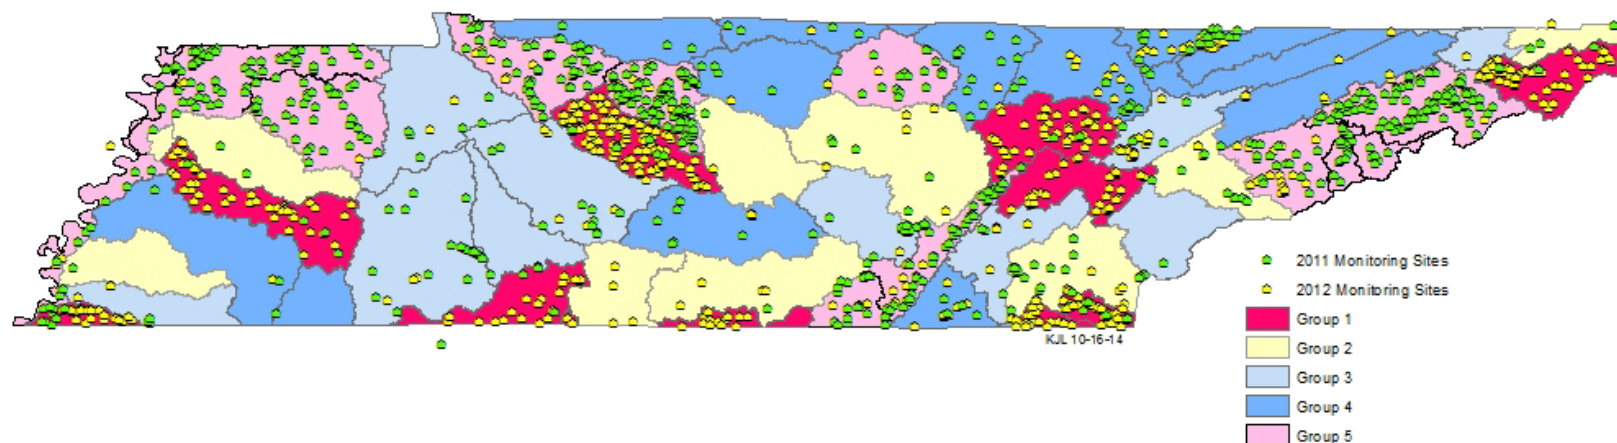 2011 Monitoring Sites
2012 Monitoring Sites
KJL 10-16-14
Group 1
Group 2
Group 3
Group 4
Group 5